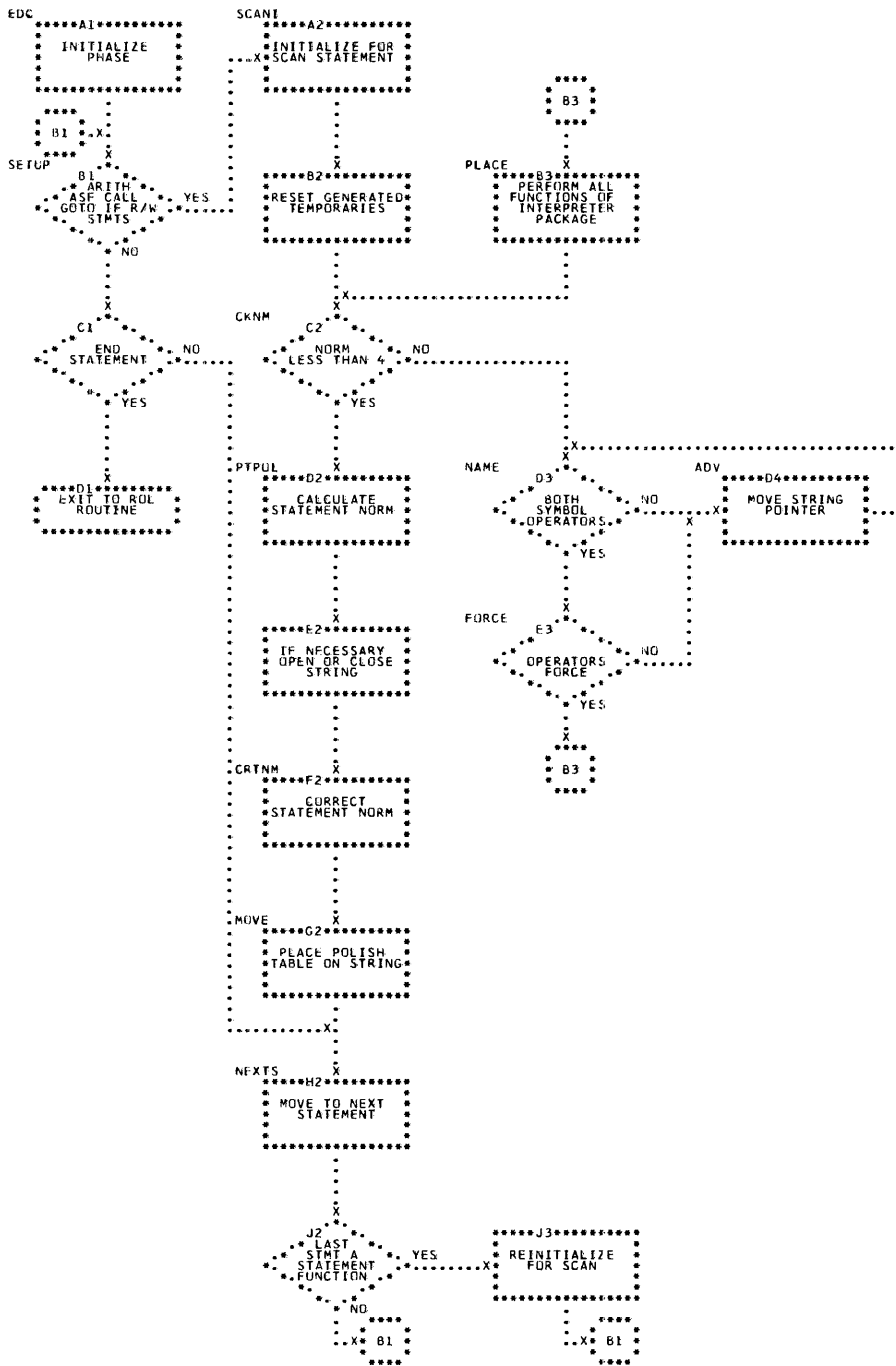 EDC
A1
INITIALIZE
PHASE
SCANI
A2
INITIALIZE FOR
SCAN STATEMENT
B3
B1
SETUP
B1
ARITH
ASF CALL
GOTO IF R/W
STMTS
YES
NO
B2
RESET GENERATED
TEMPORARIES
PLACE
B3
PERFORM ALL
FUNCTIONS OF
INTERPRETER
PACKAGE
C1
END
STATEMENT
NO
YES
CKNM
C2
NORM
LESS THAN 4
NO
YES
D1
EXIT TO ROL
ROUTINE
D2
CALCULATE
STATEMENT NORM
NAME
D3
BOTH
SYMBOL
OPERATORS
NO
YES
ADV
D4
MOVE STRING
POINTER
E2
IF NECESSARY
OPEN OR CLOSE
STRING
FORCE
E3
OPERATORS
FORCE
NO
YES
B3
CRTNM
F2
CORRECT
STATEMENT NORM
MOVE
G2
PLACE POLISH
TABLE ON STRING
NEXTS
H2
MOVE TO NEXT
STATEMENT
J2
LAST
STMT A
STATEMENT
FUNCTION
YES
NO
J3
REINITIALIZE
FOR SCAN
B1
B1